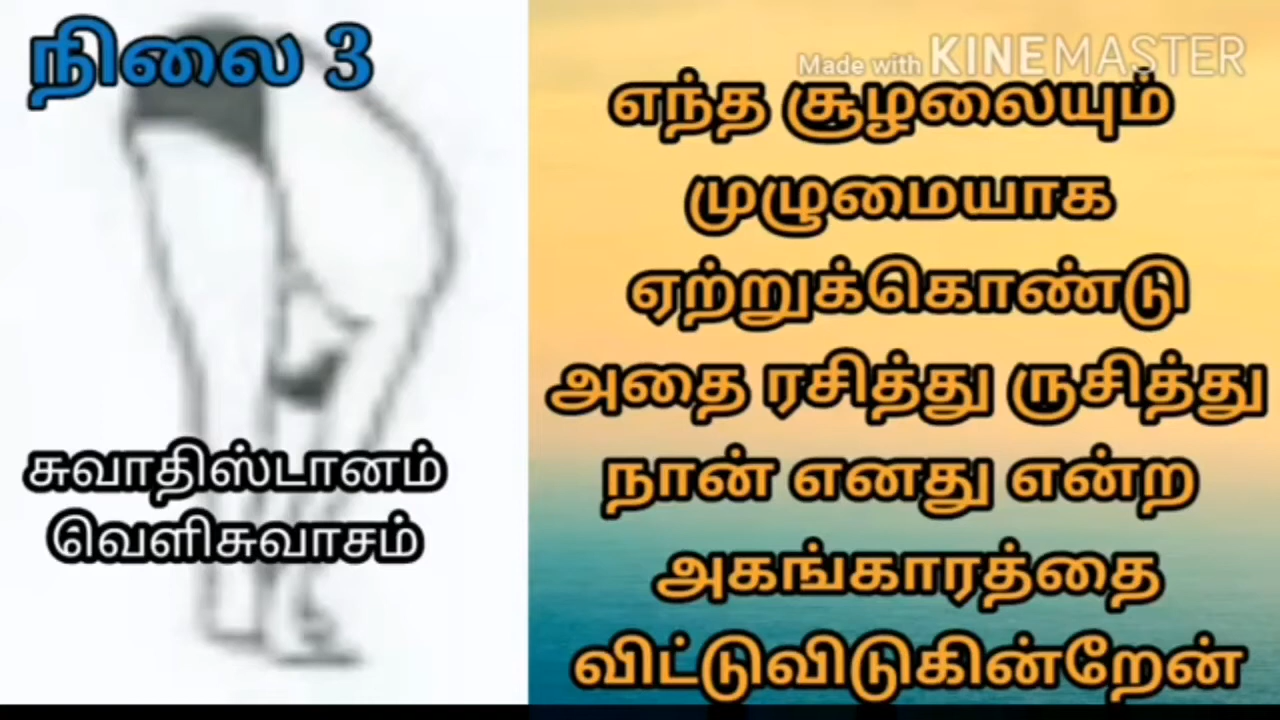 நிலை 3
சுவாதிஸ்டானம்
வெளிசுவாசம்
Made with KINEMASTER
எந்த சூழலையும்
முழுமையாக
ஏற்றுக்கொண்டு
அதை ரசித்து ருசித்து
நான் எனது என்ற
அகங்காரத்தை
விட்டுவிடுகின்றேன்